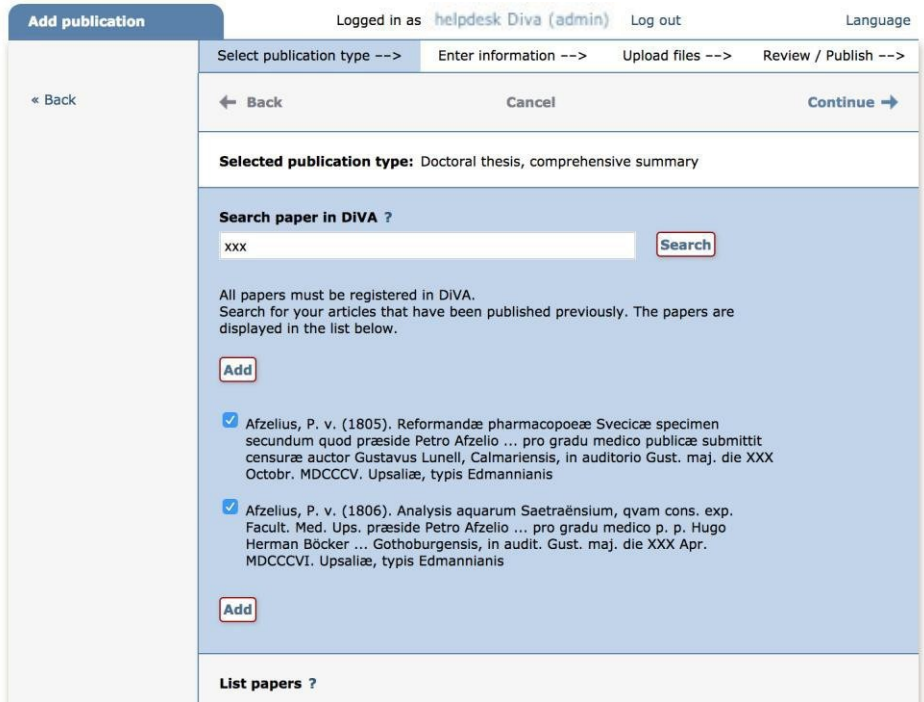 Add publication
Logged in as helpdesk Diva (admin) Log out Language
Select publication type --> Enter information --> Upload files --> Review / Publish -->
« Back
← Back Cancel Continue →
Selected publication type: Doctoral thesis, comprehensive summary
Search paper in DiVA ?
xxx Search
All papers must be registered in DiVA.
Search for your articles that have been published previously. The papers are
displayed in the list below.
Add
Afzelius, P. v. (1805). Reformandæ pharmacopoeæ Svecicæ specimen
secundum quod præside Petro Afzelio ... pro gradu medico publicæ submittit
censuræ auctor Gustavus Lunell, Calmariensis, in auditorio Gust. maj. die XXX
Octobr. MDCCCV. Upsaliæ, typis Edmannianis
Afzelius, P. v. (1806). Analysis aquarum Saetraënsium, qvam cons. exp.
Facult. Med. Ups. præside Petro Afzelio ... pro gradu medico p. p. Hugo
Herman Böcker ... Gothoburgensis, in audit. Gust. maj. die XXX Apr.
MDCCCVI. Upsaliæ, typis Edmannianis
Add
List papers ?